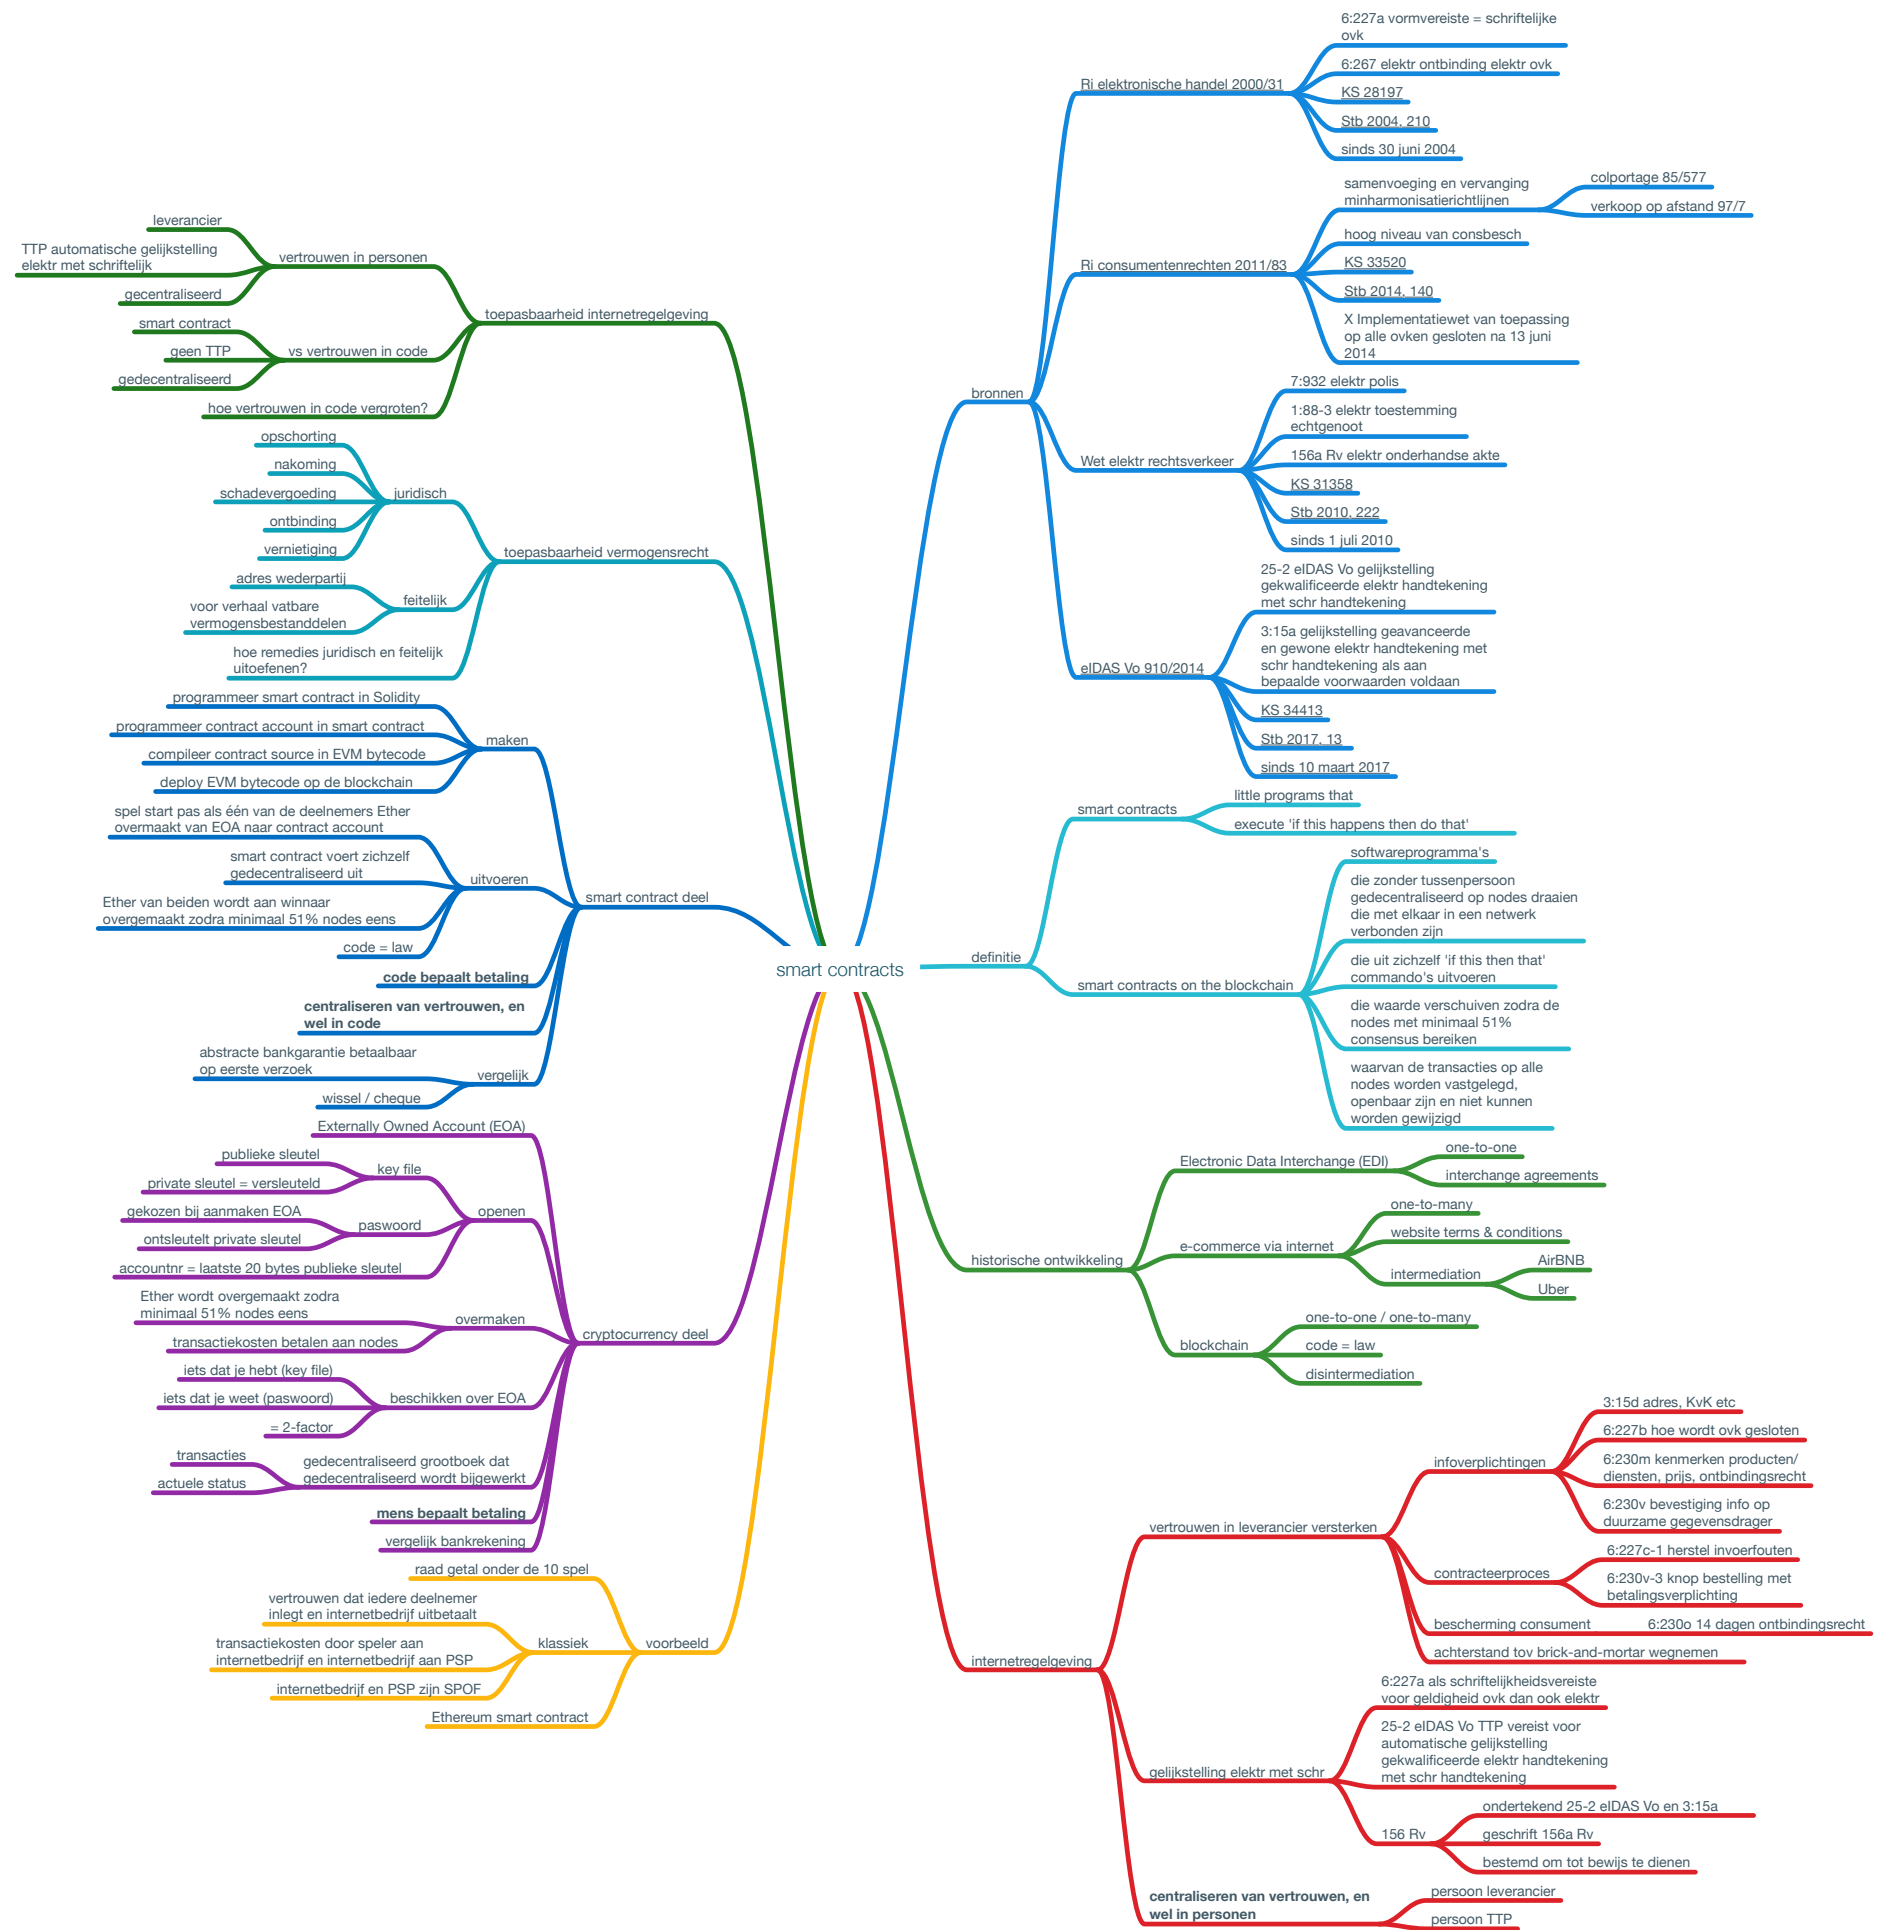 smart contracts
bronnen
Ri elektronische handel 2000/31
6:227a vormvereiste = schriftelijke
ovk
6:267 elektr ontbinding elektr ovk
KS 28197
Stb 2004, 210
sinds 30 juni 2004
Ri consumentenrechten 2011/83
samenvoeging en vervanging
minharmonisatierichtlijnen
colportage 85/577
verkoop op afstand 97/7
hoog niveau van consbesch
KS 33520
Stb 2014, 140
X Implementatiewet van toepassing
op alle ovken gesloten na 13 juni
2014
Wet elektr rechtsverkeer
7:932 elektr polis
1:88-3 elektr toestemming
echtgenoot
156a Rv elektr onderhandse akte
KS 31358
Stb 2010, 222
sinds 1 juli 2010
eIDAS Vo 910/2014
25-2 eIDAS Vo gelijkstelling
gekwalificeerde elektr handtekening
met schr handtekening
3:15a gelijkstelling geavanceerde
en gewone elektr handtekening met
schr handtekening als aan
bepaalde voorwaarden voldaan
KS 34413
Stb 2017, 13
sinds 10 maart 2017
definitie
smart contracts
little programs that
execute 'if this happens then do that'
smart contracts on the blockchain
softwareprogramma's
die zonder tussenpersoon
gedecentraliseerd op nodes draaien
die met elkaar in een netwerk
verbonden zijn
die uit zichzelf 'if this then that'
commando's uitvoeren
die waarde verschuiven zodra de
nodes met minimaal 51%
consensus bereiken
waarvan de transacties op alle
nodes worden vastgelegd,
openbaar zijn en niet kunnen
worden gewijzigd
historische ontwikkeling
Electronic Data Interchange (EDI)
one-to-one
interchange agreements
e-commerce via internet
one-to-many
website terms & conditions
intermediation
AirBNB
Uber
blockchain
one-to-one / one-to-many
code = law
disintermediation
internetregelgeving
vertrouwen in leverancier versterken
infoverplichtingen
3:15d adres, KvK etc
6:227b hoe wordt ovk gesloten
6:230m kenmerken producten/
diensten, prijs, ontbindingsrecht
6:230v bevestiging info op
duurzame gegevensdrager
contracteerproces
6:227c-1 herstel invoerfouten
6:230v-3 knop bestelling met
betalingsverplichting
bescherming consument
6:230o 14 dagen ontbindingsrecht
achterstand tov brick-and-mortar wegnemen
gelijkstelling elektr met schr
6:227a als schriftelijkheidsvereiste
voor geldigheid ovk dan ook elektr
25-2 eIDAS Vo TTP vereist voor
automatische gelijkstelling
gekwalificeerde elektr handtekening
met schr handtekening
156 Rv
ondertekend 25-2 eIDAS Vo en 3:15a
geschrift 156a Rv
bestemd om tot bewijs te dienen
centraliseren van vertrouwen, en
wel in personen
persoon leverancier
persoon TTP
toepasbaarheid internetregelgeving
vertrouwen in personen
leverancier
TTP automatische gelijkstelling
elektr met schriftelijk
gecentraliseerd
vs vertrouwen in code
smart contract
geen TTP
gedecentraliseerd
hoe vertrouwen in code vergroten?
toepasbaarheid vermogensrecht
juridisch
opschorting
nakoming
schadevergoeding
ontbinding
vernietiging
feitelijk
adres wederpartij
voor verhaal vatbare
vermogensbestanddelen
hoe remedies juridisch en feitelijk
uitoefenen?
smart contract deel
maken
programmeer smart contract in Solidity
programmeer contract account in smart contract
compileer contract source in EVM bytecode
deploy EVM bytecode op de blockchain
uitvoeren
spel start pas als één van de deelnemers Ether
overmaakt van EOA naar contract account
smart contract voert zichzelf
gedecentraliseerd uit
Ether van beiden wordt aan winnaar
overgemaakt zodra minimaal 51% nodes eens
code = law
code bepaalt betaling
centraliseren van vertrouwen, en
wel in code
vergelijk
abstracte bankgarantie betaalbaar
op eerste verzoek
wissel / cheque
cryptocurrency deel
Externally Owned Account (EOA)
openen
key file
publieke sleutel
private sleutel = versleuteld
paswoord
gekozen bij aanmaken EOA
ontsleutelt private sleutel
accountnr = laatste 20 bytes publieke sleutel
overmaken
Ether wordt overgemaakt zodra
minimaal 51% nodes eens
transactiekosten betalen aan nodes
beschikken over EOA
iets dat je hebt (key file)
iets dat je weet (paswoord)
= 2-factor
gedecentraliseerd grootboek dat
gedecentraliseerd wordt bijgewerkt
transacties
actuele status
mens bepaalt betaling
vergelijk bankrekening
voorbeeld
raad getal onder de 10 spel
klassiek
vertrouwen dat iedere deelnemer
inlegt en internetbedrijf uitbetaalt
transactiekosten door speler aan
internetbedrijf en internetbedrijf aan PSP
internetbedrijf en PSP zijn SPOF
Ethereum smart contract